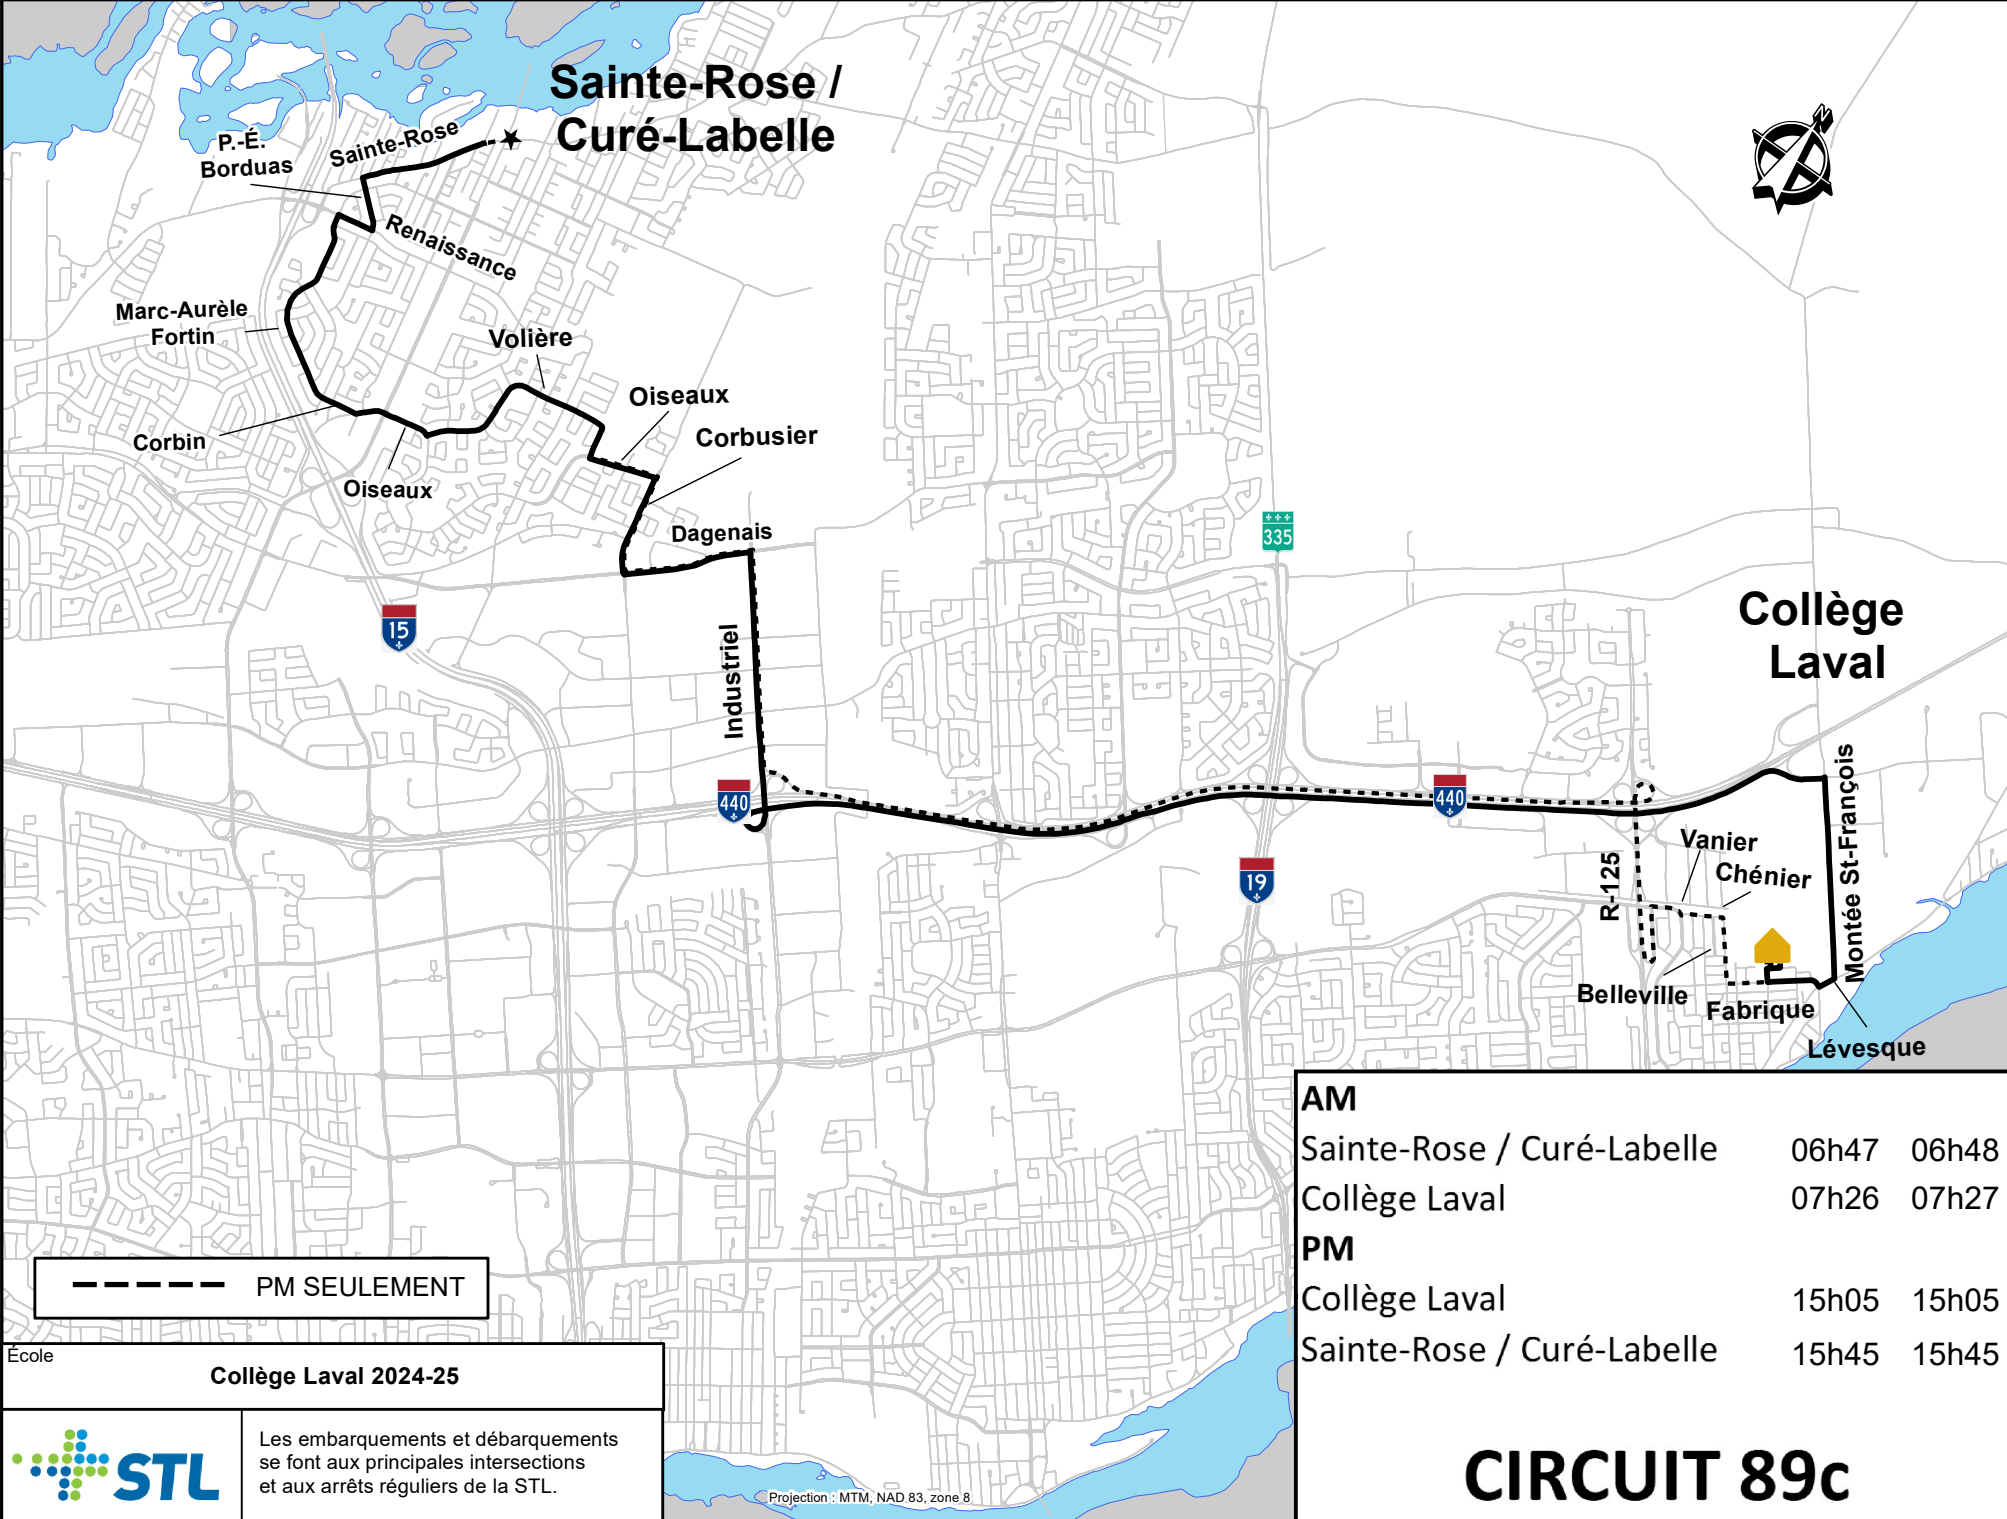 Sainte-Rose /
Curé-Labelle
N
P.-É.
Borduas
Sainte-Rose
Renaissance
Marc-Aurèle
Fortin
Volière
Oiseaux
Corbusier
Corbin
Oiseaux
Dagenais
335
15
Industriel
Collège
Laval
440
440
19
R-125
Vanier
Chénier
Montée St-François
Belleville
Fabrique
Lévesque
AM
Sainte-Rose / Curé-Labelle 06h47 06h48
Collège Laval 07h26 07h27
PM
Collège Laval 15h05 15h05
Sainte-Rose / Curé-Labelle 15h45 15h45
CIRCUIT 89c
PM SEULEMENT
École
Collège Laval 2024-25
STL
Les embarquements et débarquements
se font aux principales intersections
et aux arrêts réguliers de la STL.
Projection : MTM, NAD 83, zone 8